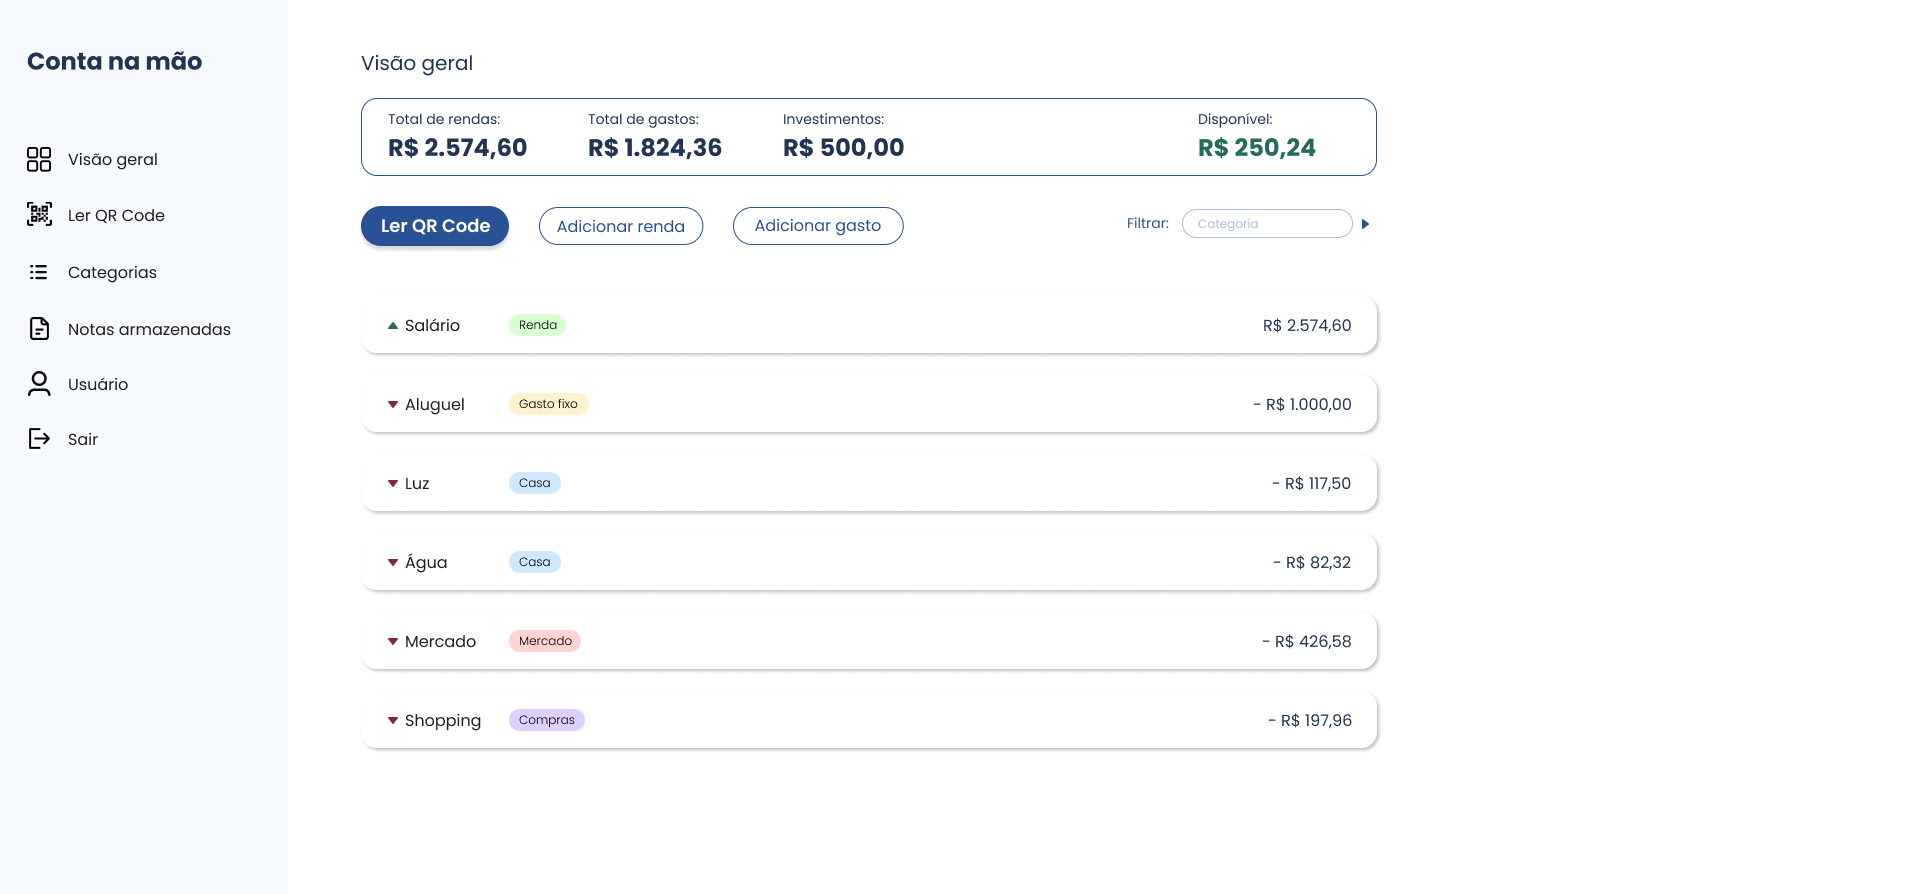 Conta na mão
Visão geral
Ler QR Code
Categorias
Notas armazenadas
Usuário
Sair
Visão geral
Total de rendas: Total de gastos: Investimentos: Disponível:
R$ 2.574,60 R$ 1.824,36 R$ 500,00 R$ 250,24
Ler QR Code Adicionar renda Adicionar gasto Filtrar: Categoria
Salário Renda R$ 2.574,60
Aluguel Gasto fixo - R$ 1.000,00
Luz Casa - R$ 117,50
Água Casa - R$ 82,32
Mercado Mercado - R$ 426,58
Shopping Compras - R$ 197,96